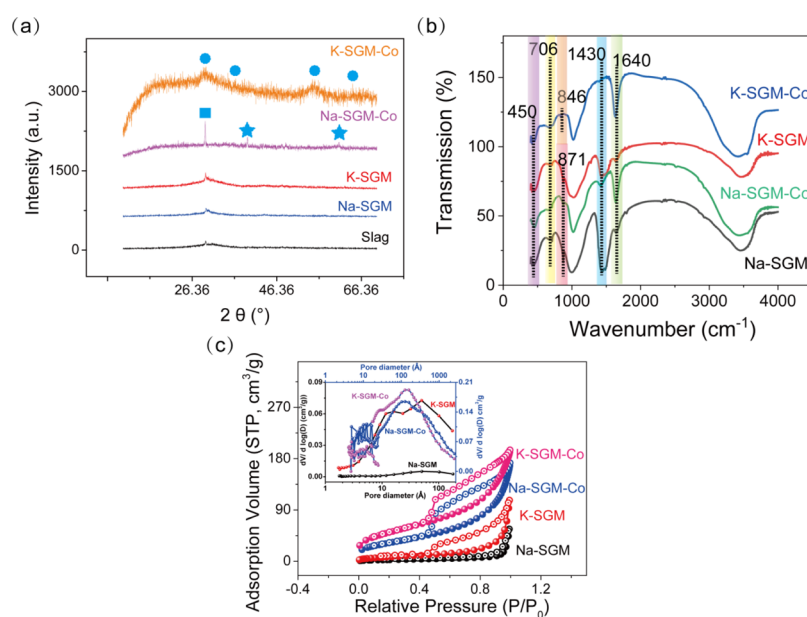 (a)
Intensity (a.u.)
3000
1500
0
K-SGM-Co
Na-SGM-Co
K-SGM
Na-SGM
Slag
26.36 46.36 66.36
2 θ (°)
(b)
Transmission (%)
150
100
50
0
706 1430 1640
450 846
871
K-SGM-Co
K-SGM
Na-SGM-Co
Na-SGM
0 1000 2000 3000 4000
Wavenumber (cm⁻¹)
(c)
Adsorption Volume (STP, cm³/g)
270
180
90
0
Pore diameter (Å)
1 10 100 1000
dV/ d log(D) (cm³/g))
0.09
0.06
0.03
0.00
K-SGM-Co
K-SGM
Na-SGM-Co
Na-SGM
0.21
0.14
0.07
0.00
dV/ d log(D) cm³/g
1 10 100
Pore diameter (Å)
K-SGM-Co
Na-SGM-Co
K-SGM
Na-SGM
-0.4 0.0 0.4 0.8 1.2
Relative Pressure (P/P₀)